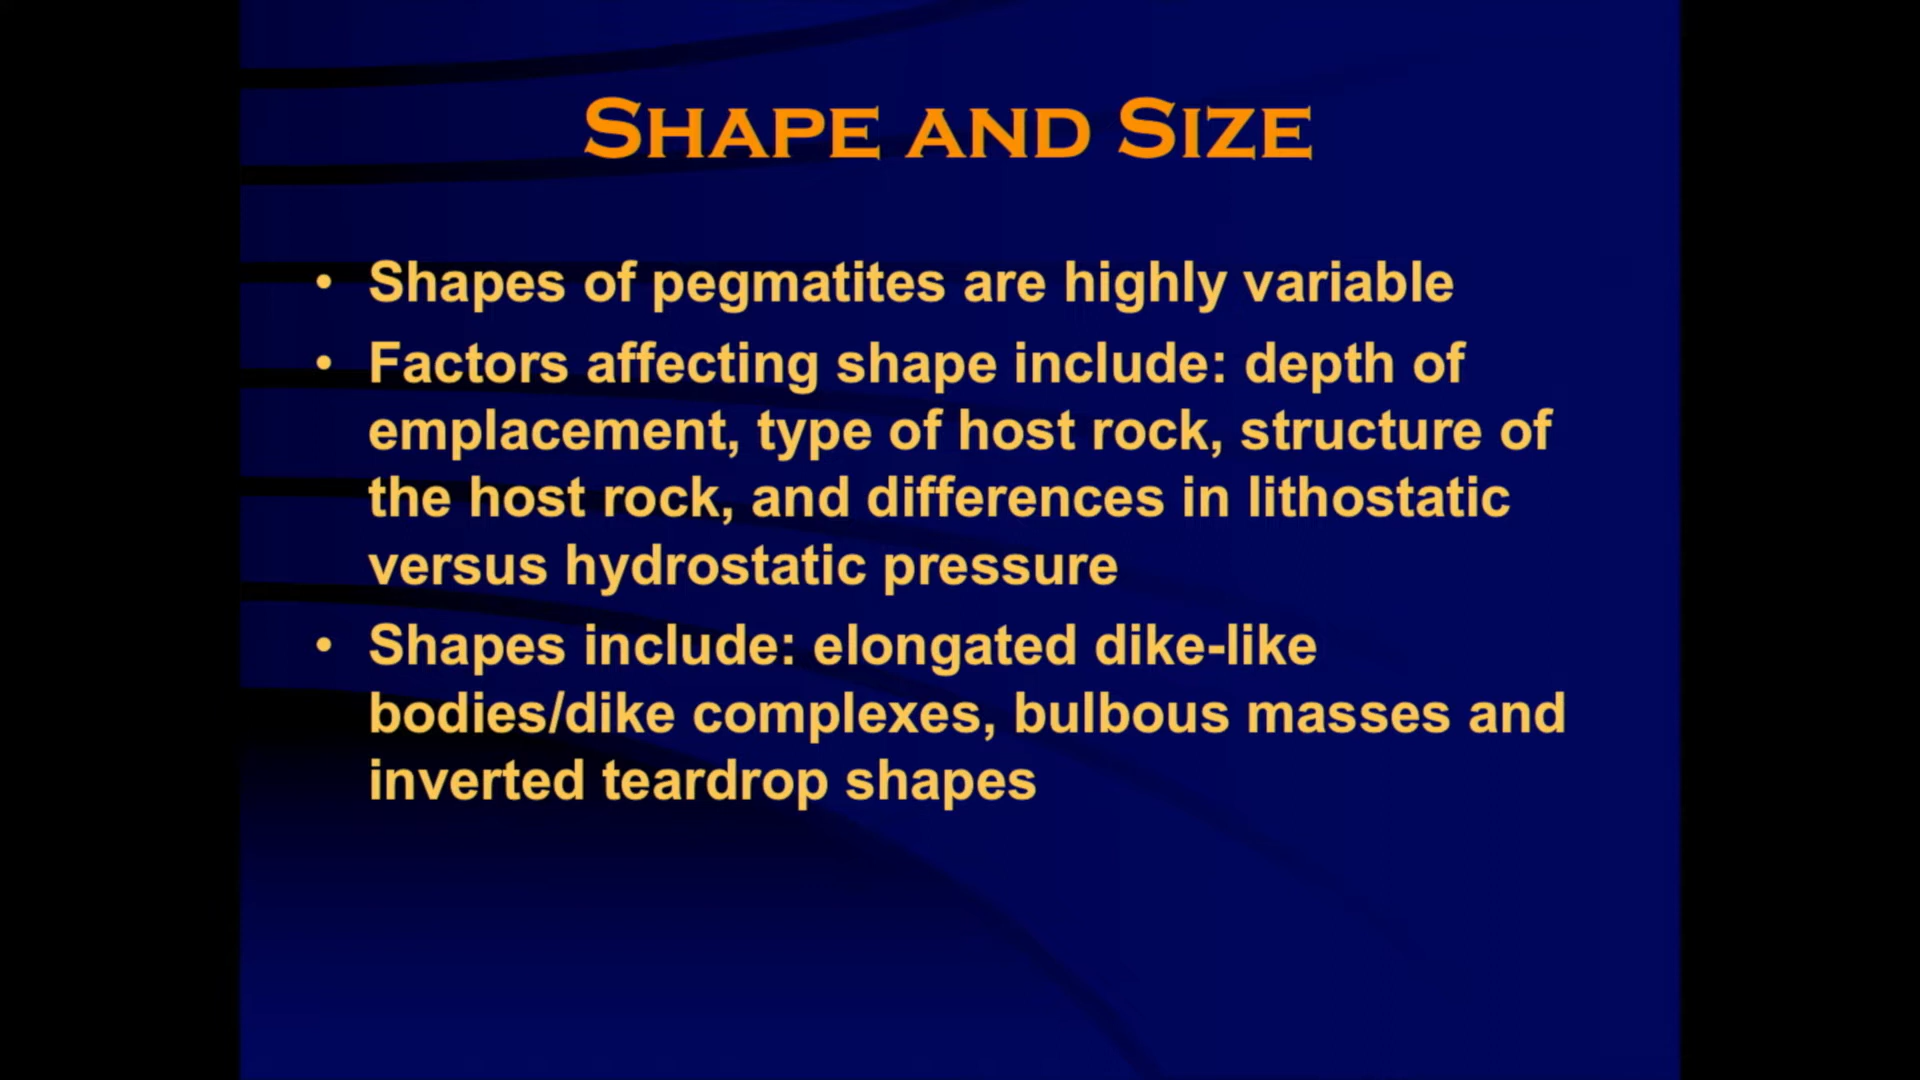 SHAPE AND SIZE
• Shapes of pegmatites are highly variable
• Factors affecting shape include: depth of
emplacement, type of host rock, structure of
the host rock, and differences in lithostatic
versus hydrostatic pressure
• Shapes include: elongated dike-like
bodies/dike complexes, bulbous masses and
inverted teardrop shapes